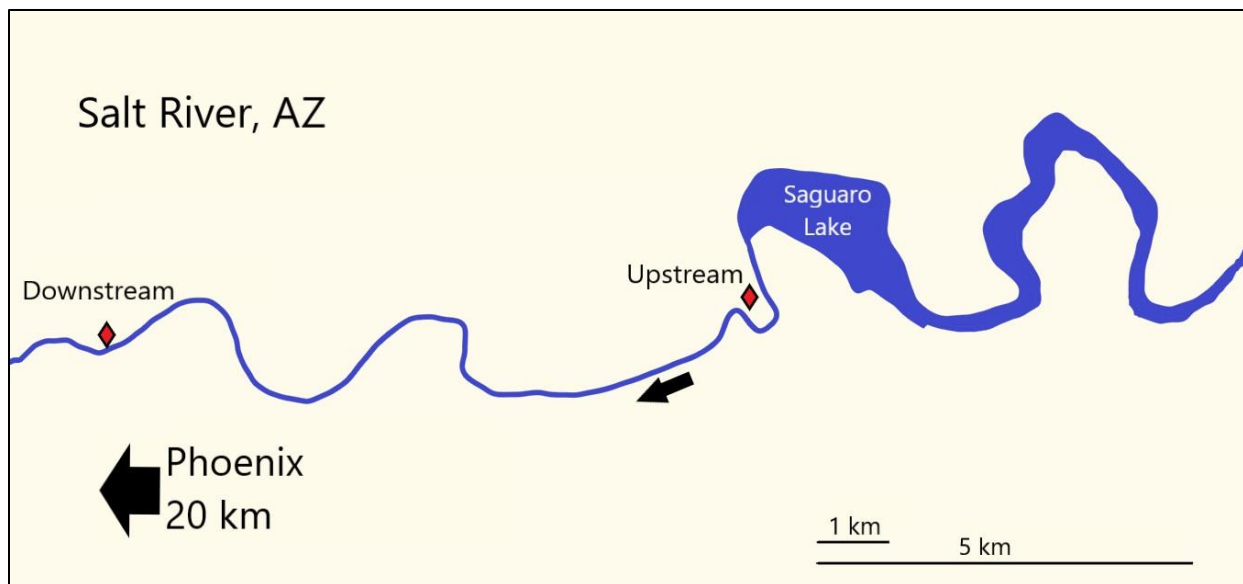 Salt River, AZ
Saguaro
Lake
Upstream
Downstream
Phoenix
20 km
1 km
5 km